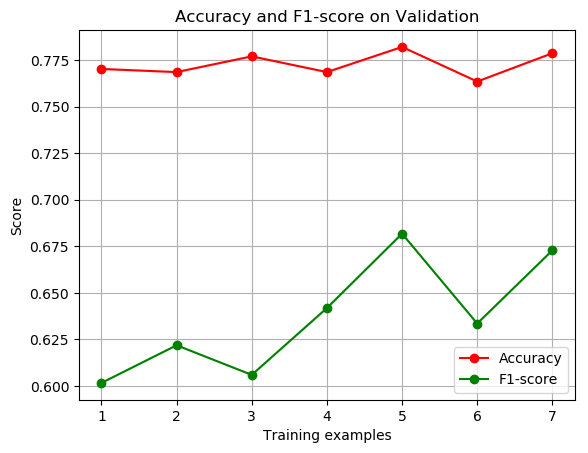 Accuracy and F1-score on Validation
Score
0.775
0.750
0.725
0.700
0.675
0.650
0.625
0.600
Accuracy
F1-score
1 2 3 4 5 6 7
Training examples